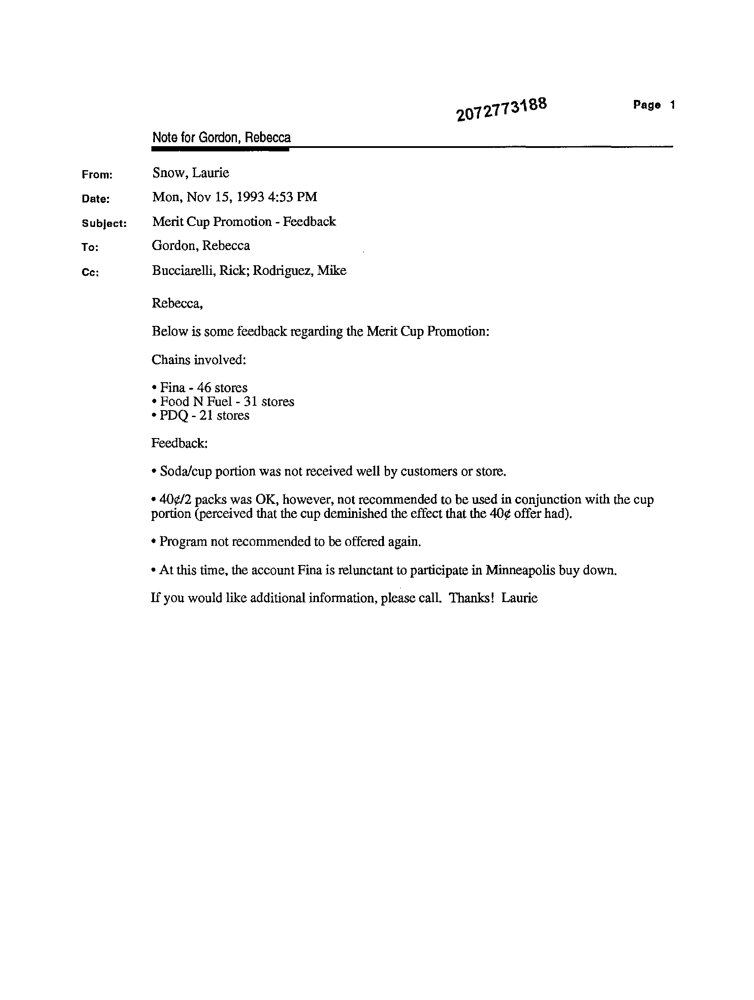 2072773188
Page 1
Note for Gordon, Rebecca
From: Snow, Laurie
Date: Mon, Nov 15, 1993 4:53 PM
Subject: Merit Cup Promotion - Feedback
To: Gordon, Rebecca
Cc: Bucciarelli, Rick; Rodriguez, Mike
Rebecca,
Below is some feedback regarding the Merit Cup Promotion:
Chains involved:
• Fina - 46 stores
• Food N Fuel - 31 stores
• PDQ - 21 stores
Feedback:
• Soda/cup portion was not received well by customers or store.
• 40¢/2 packs was OK, however, not recommended to be used in conjunction with the cup
portion (perceived that the cup deminished the effect that the 40¢ offer had).
• Program not recommended to be offered again.
• At this time, the account Fina is relunctant to participate in Minneapolis buy down.
If you would like additional information, please call. Thanks! Laurie